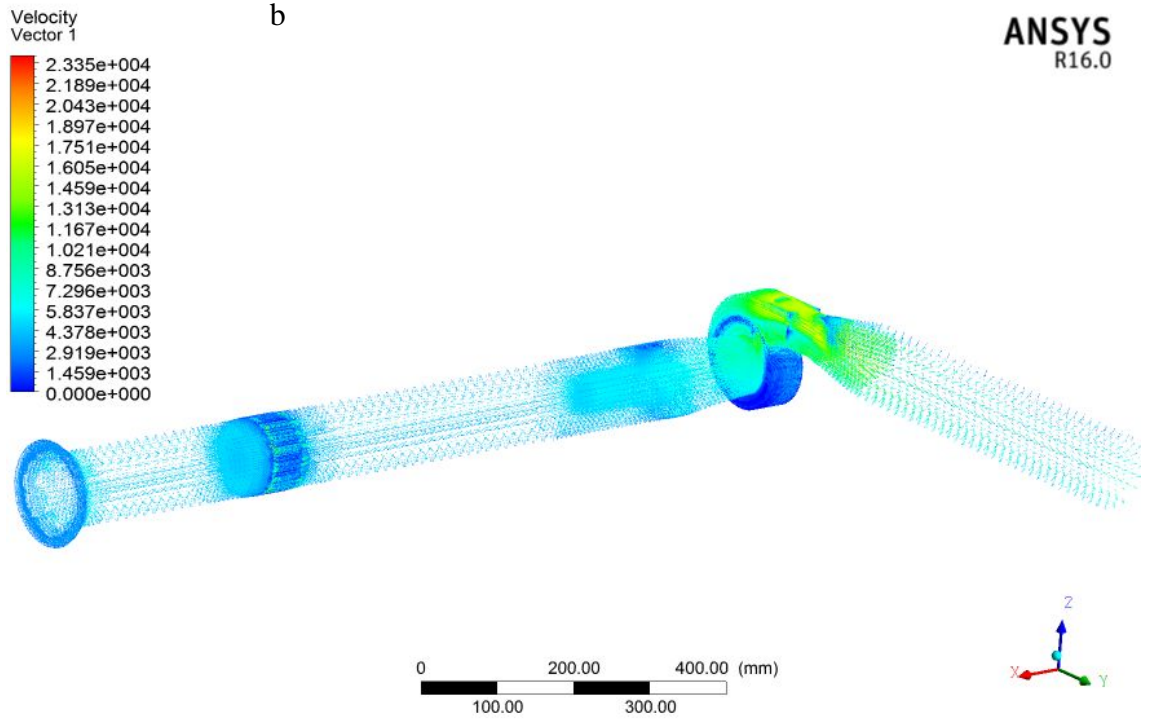 Velocity
Vector 1
b
ANSYS
R16.0
2.335e+004
2.189e+004
2.043e+004
1.897e+004
1.751e+004
1.605e+004
1.459e+004
1.313e+004
1.167e+004
1.021e+004
8.756e+003
7.296e+003
5.837e+003
4.378e+003
2.919e+003
1.459e+003
0.000e+000
0 200.00 400.00 (mm)
100.00 300.00
Z
X
Y